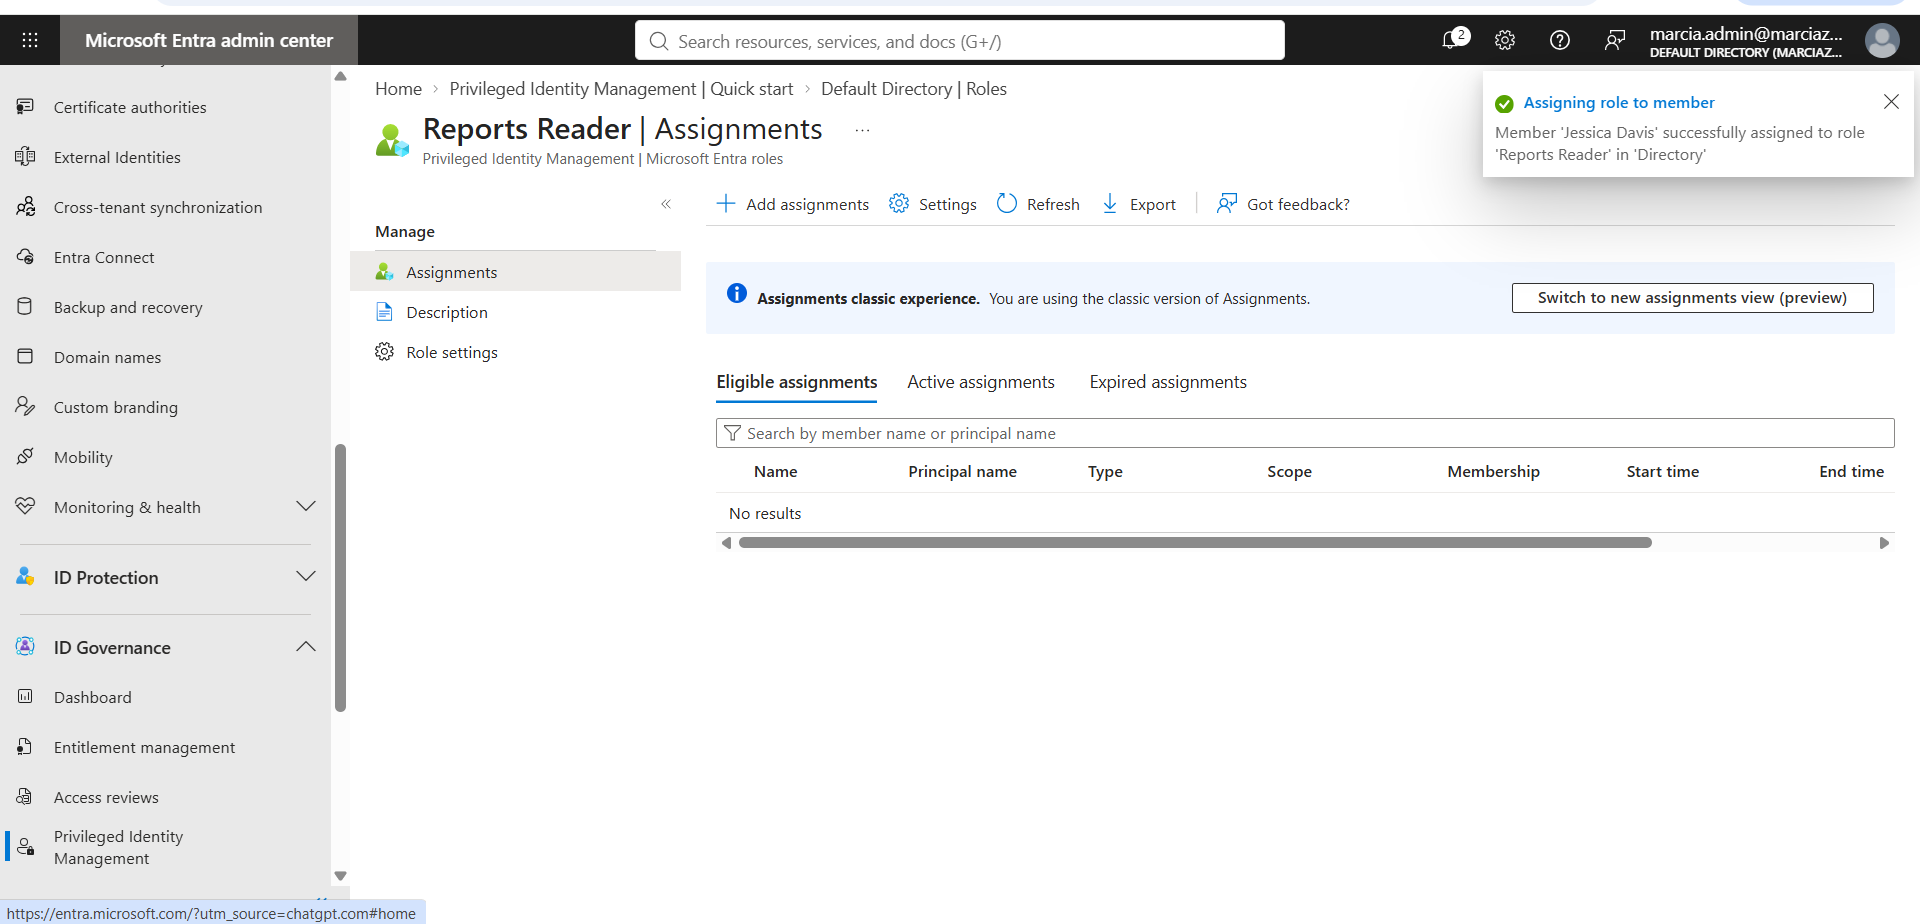 Microsoft Entra admin center
Search resources, services, and docs (G+/)
2
marcia.admin@marciaz...
DEFAULT DIRECTORY (MARCIAZ...
Certificate authorities
External Identities
Cross-tenant synchronization
Entra Connect
Backup and recovery
Domain names
Custom branding
Mobility
Monitoring & health
ID Protection
ID Governance
Dashboard
Entitlement management
Access reviews
Privileged Identity
Management
https://entra.microsoft.com/?utm_source=chatgpt.com#home
Home > Privileged Identity Management | Quick start > Default Directory | Roles
Reports Reader | Assignments ...
Privileged Identity Management | Microsoft Entra roles
Assigning role to member
Member 'Jessica Davis' successfully assigned to role
'Reports Reader' in 'Directory'
«
Manage
Assignments
Description
Role settings
Add assignments Settings Refresh Export Got feedback?
Assignments classic experience. You are using the classic version of Assignments.
Switch to new assignments view (preview)
Eligible assignments Active assignments Expired assignments
Search by member name or principal name
Name Principal name Type Scope Membership Start time End time
No results